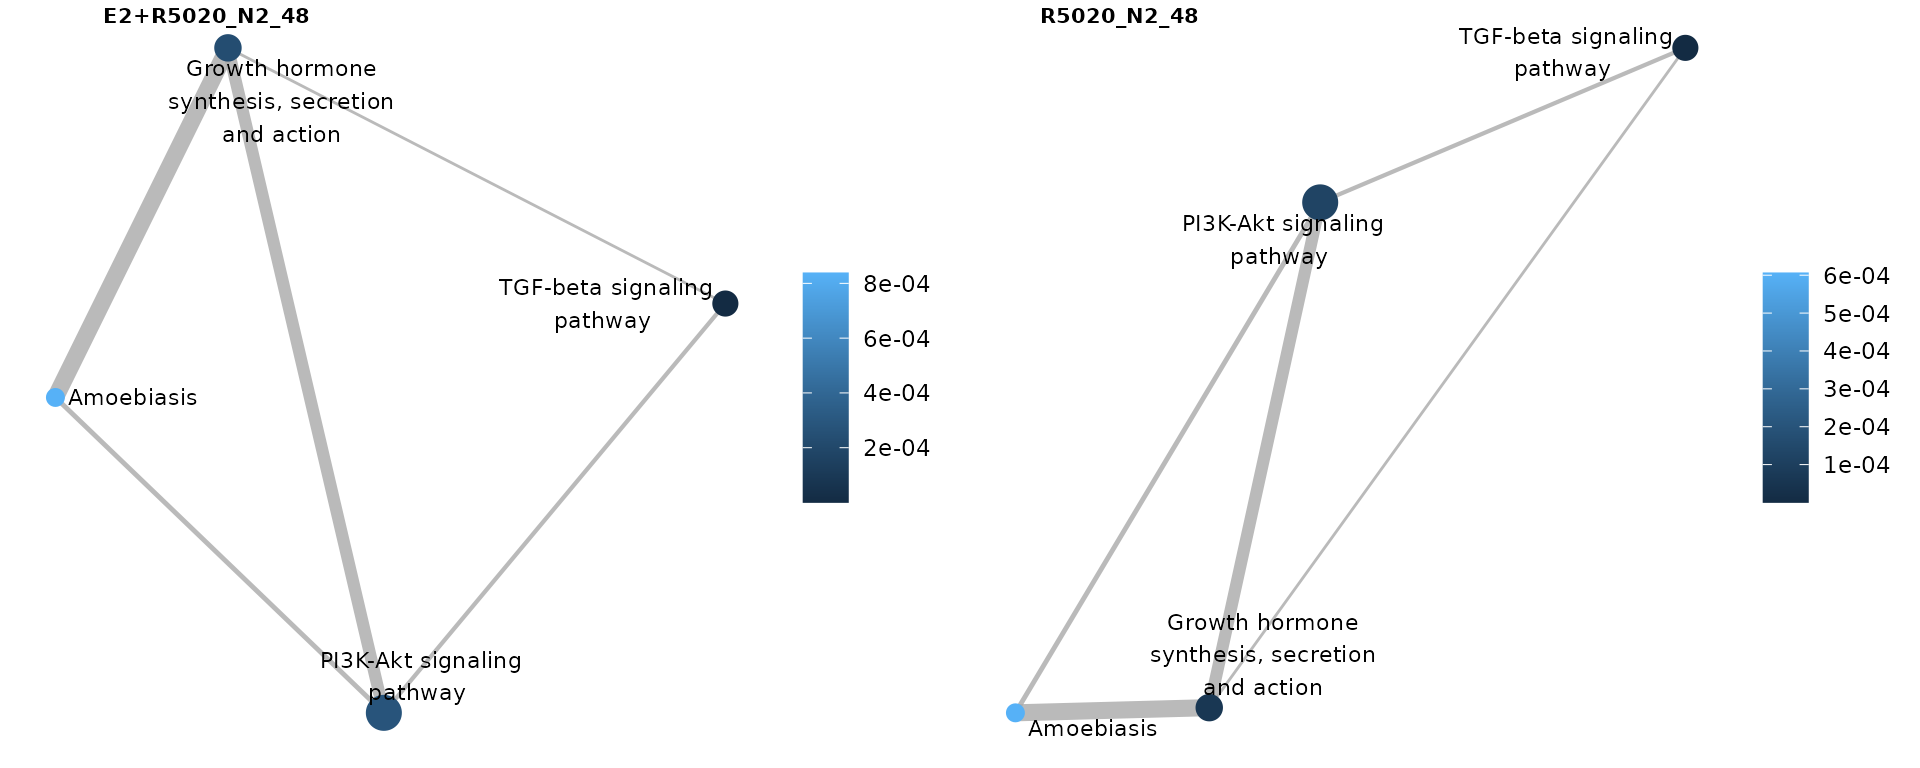 E2+R5020_N2_48
Growth hormone
synthesis, secretion
and action
TGF-beta signaling
pathway
Amoebiasis
PI3K-Akt signaling
pathway
8e-04
6e-04
4e-04
2e-04
R5020_N2_48
TGF-beta signaling
pathway
PI3K-Akt signaling
pathway
Growth hormone
synthesis, secretion
and action
Amoebiasis
6e-04
5e-04
4e-04
3e-04
2e-04
1e-04